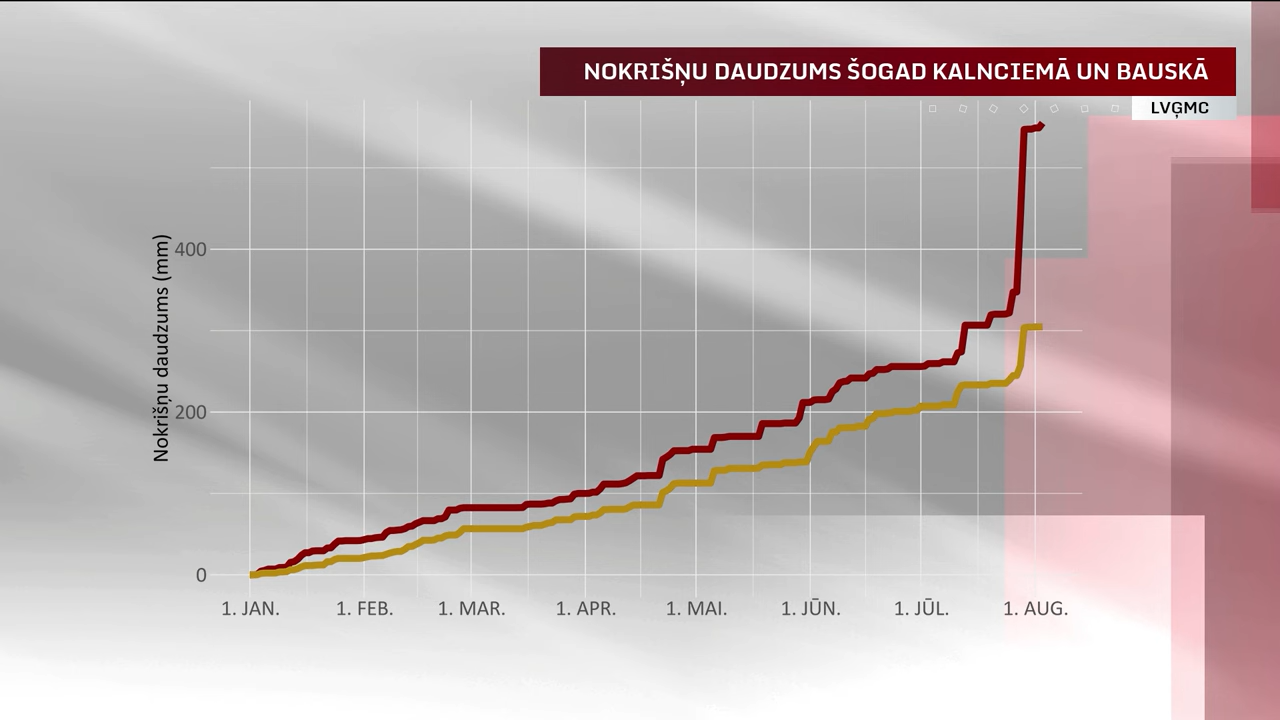 NOKRIŠŅU DAUDZUMS ŠOGAD KALNCIEMĀ UN BAUSKĀ
LVĢMC
Nokrišņu daudzums (mm)
400
200
0
1. JAN. 1. FEB. 1. MAR. 1. APR. 1. MAI. 1. JŪN. 1. JŪL. 1. AUG.